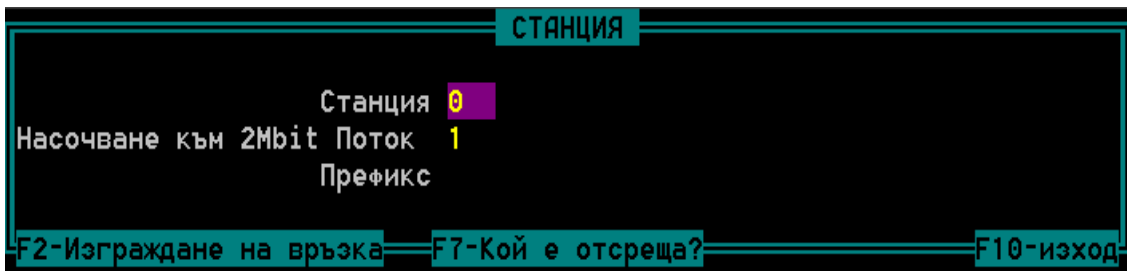 СТАНЦИЯ
Станция 0
Насочване към 2Mbit Поток 1
Префикс
F2-Изграждане на връзка F7-Кой е отсреща? F10-изход